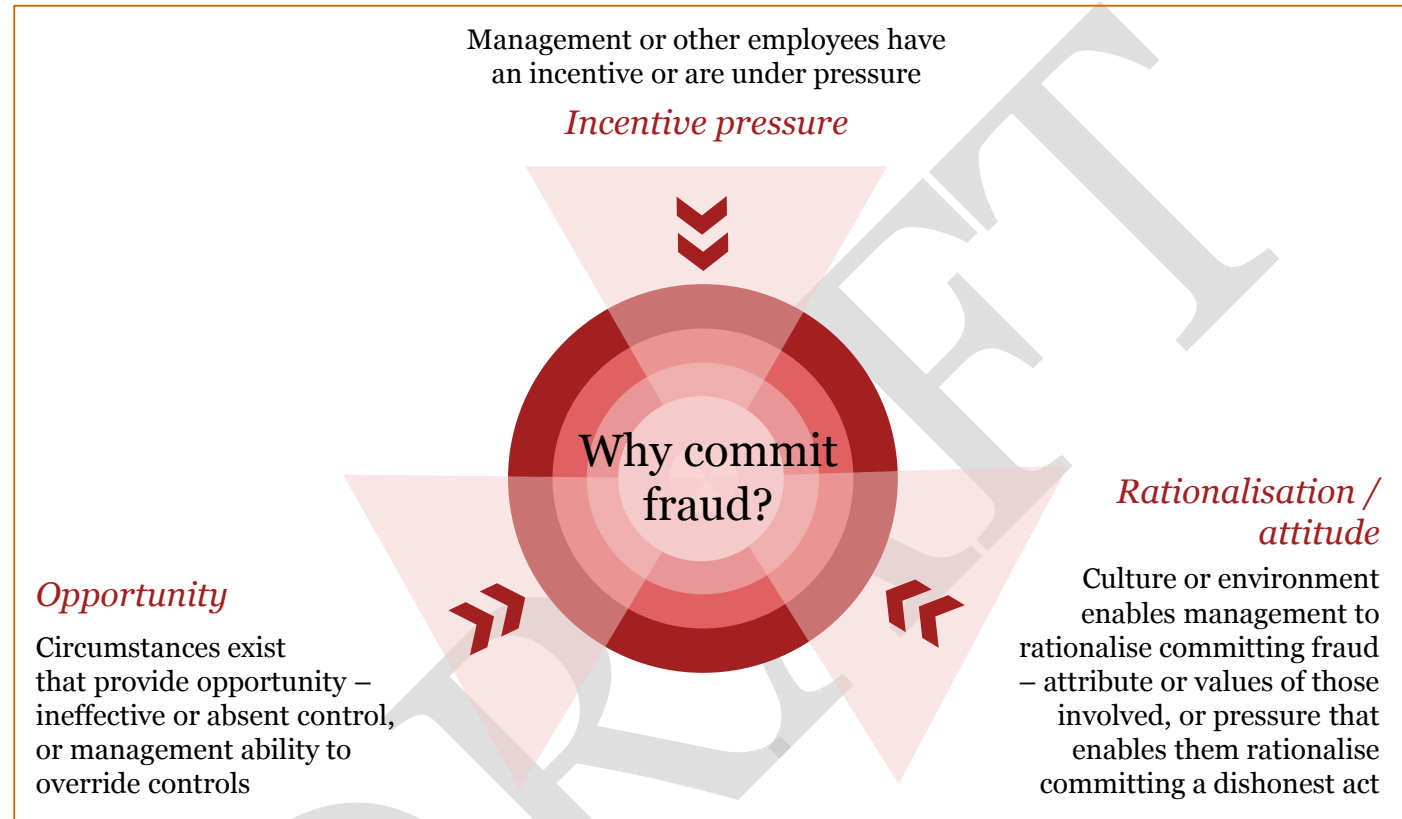 Management or other employees have
an incentive or are under pressure
Incentive pressure
Why commit
fraud?
Opportunity
Circumstances exist
that provide opportunity –
ineffective or absent control,
or management ability to
override controls
Rationalisation /
attitude
Culture or environment
enables management to
rationalise committing fraud
– attribute or values of those
involved, or pressure that
enables them rationalise
committing a dishonest act
DRAFT